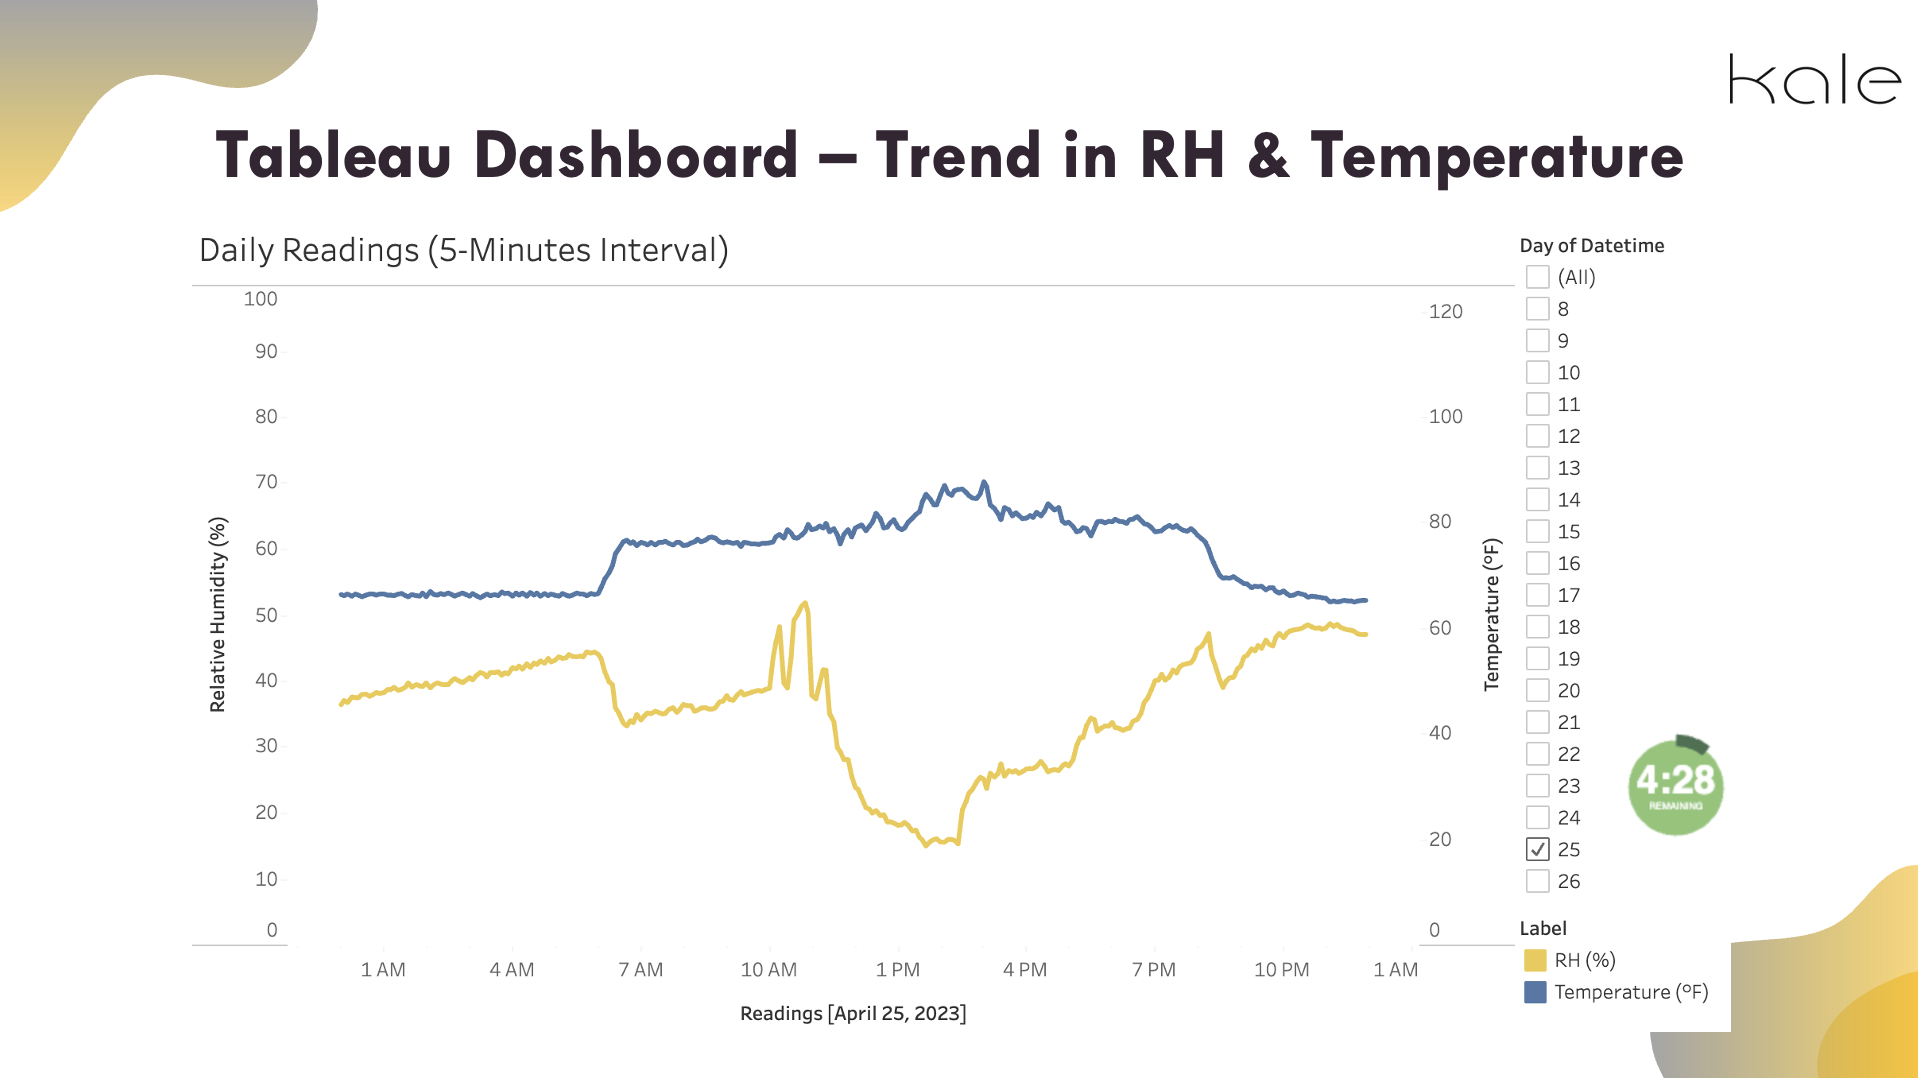 kale
Tableau Dashboard – Trend in RH & Temperature
Daily Readings (5-Minutes Interval)
100
90
80
70
60
50
40
30
20
10
0
Relative Humidity (%)
120
100
80
60
40
20
0
Temperature (ºF)
1 AM 4 AM 7 AM 10 AM 1 PM 4 PM 7 PM 10 PM 1 AM
Readings [April 25, 2023]
Day of Datetime
(All)
8
9
10
11
12
13
14
15
16
17
18
19
20
21
22
23
24
25
26
4:28
REMAINING
Label
RH (%)
Temperature (ºF)